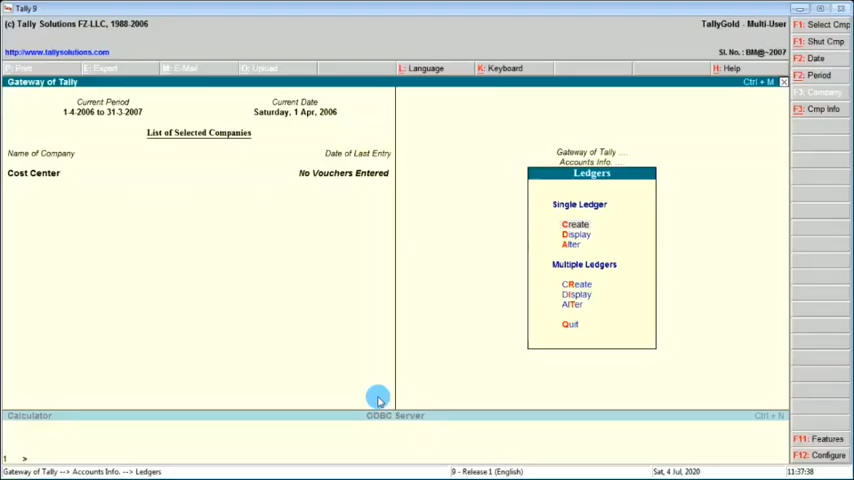 Tally 9
(c) Tally Solutions FZ-LLC, 1988-2006
TallyGold - Multi-User
http://www.tallysolutions.com
Sl. No. : BM@~2007
P: Print E: Export M: E-Mail O: Upload L: Language K: Keyboard H: Help
Gateway of Tally
Ctrl + M
Current Period
1-4-2006 to 31-3-2007
Current Date
Saturday, 1 Apr, 2006
List of Selected Companies
Name of Company
Date of Last Entry
Cost Center
No Vouchers Entered
Gateway of Tally ....
Accounts Info. ....
Ledgers
Single Ledger
Create
Display
Alter
Multiple Ledgers
CReate
DIsplay
AlTer
Quit
F1: Select Cmp
F1: Shut Cmp
F2: Date
F2: Period
F3: Company
F3: Cmp Info
F11: Features
F12: Configure
Calculator
ODBC Server
Ctrl + N
1 >
Gateway of Tally --> Accounts Info. --> Ledgers
9 - Release 1 (English)
Sat, 4 Jul, 2020
11:37:38